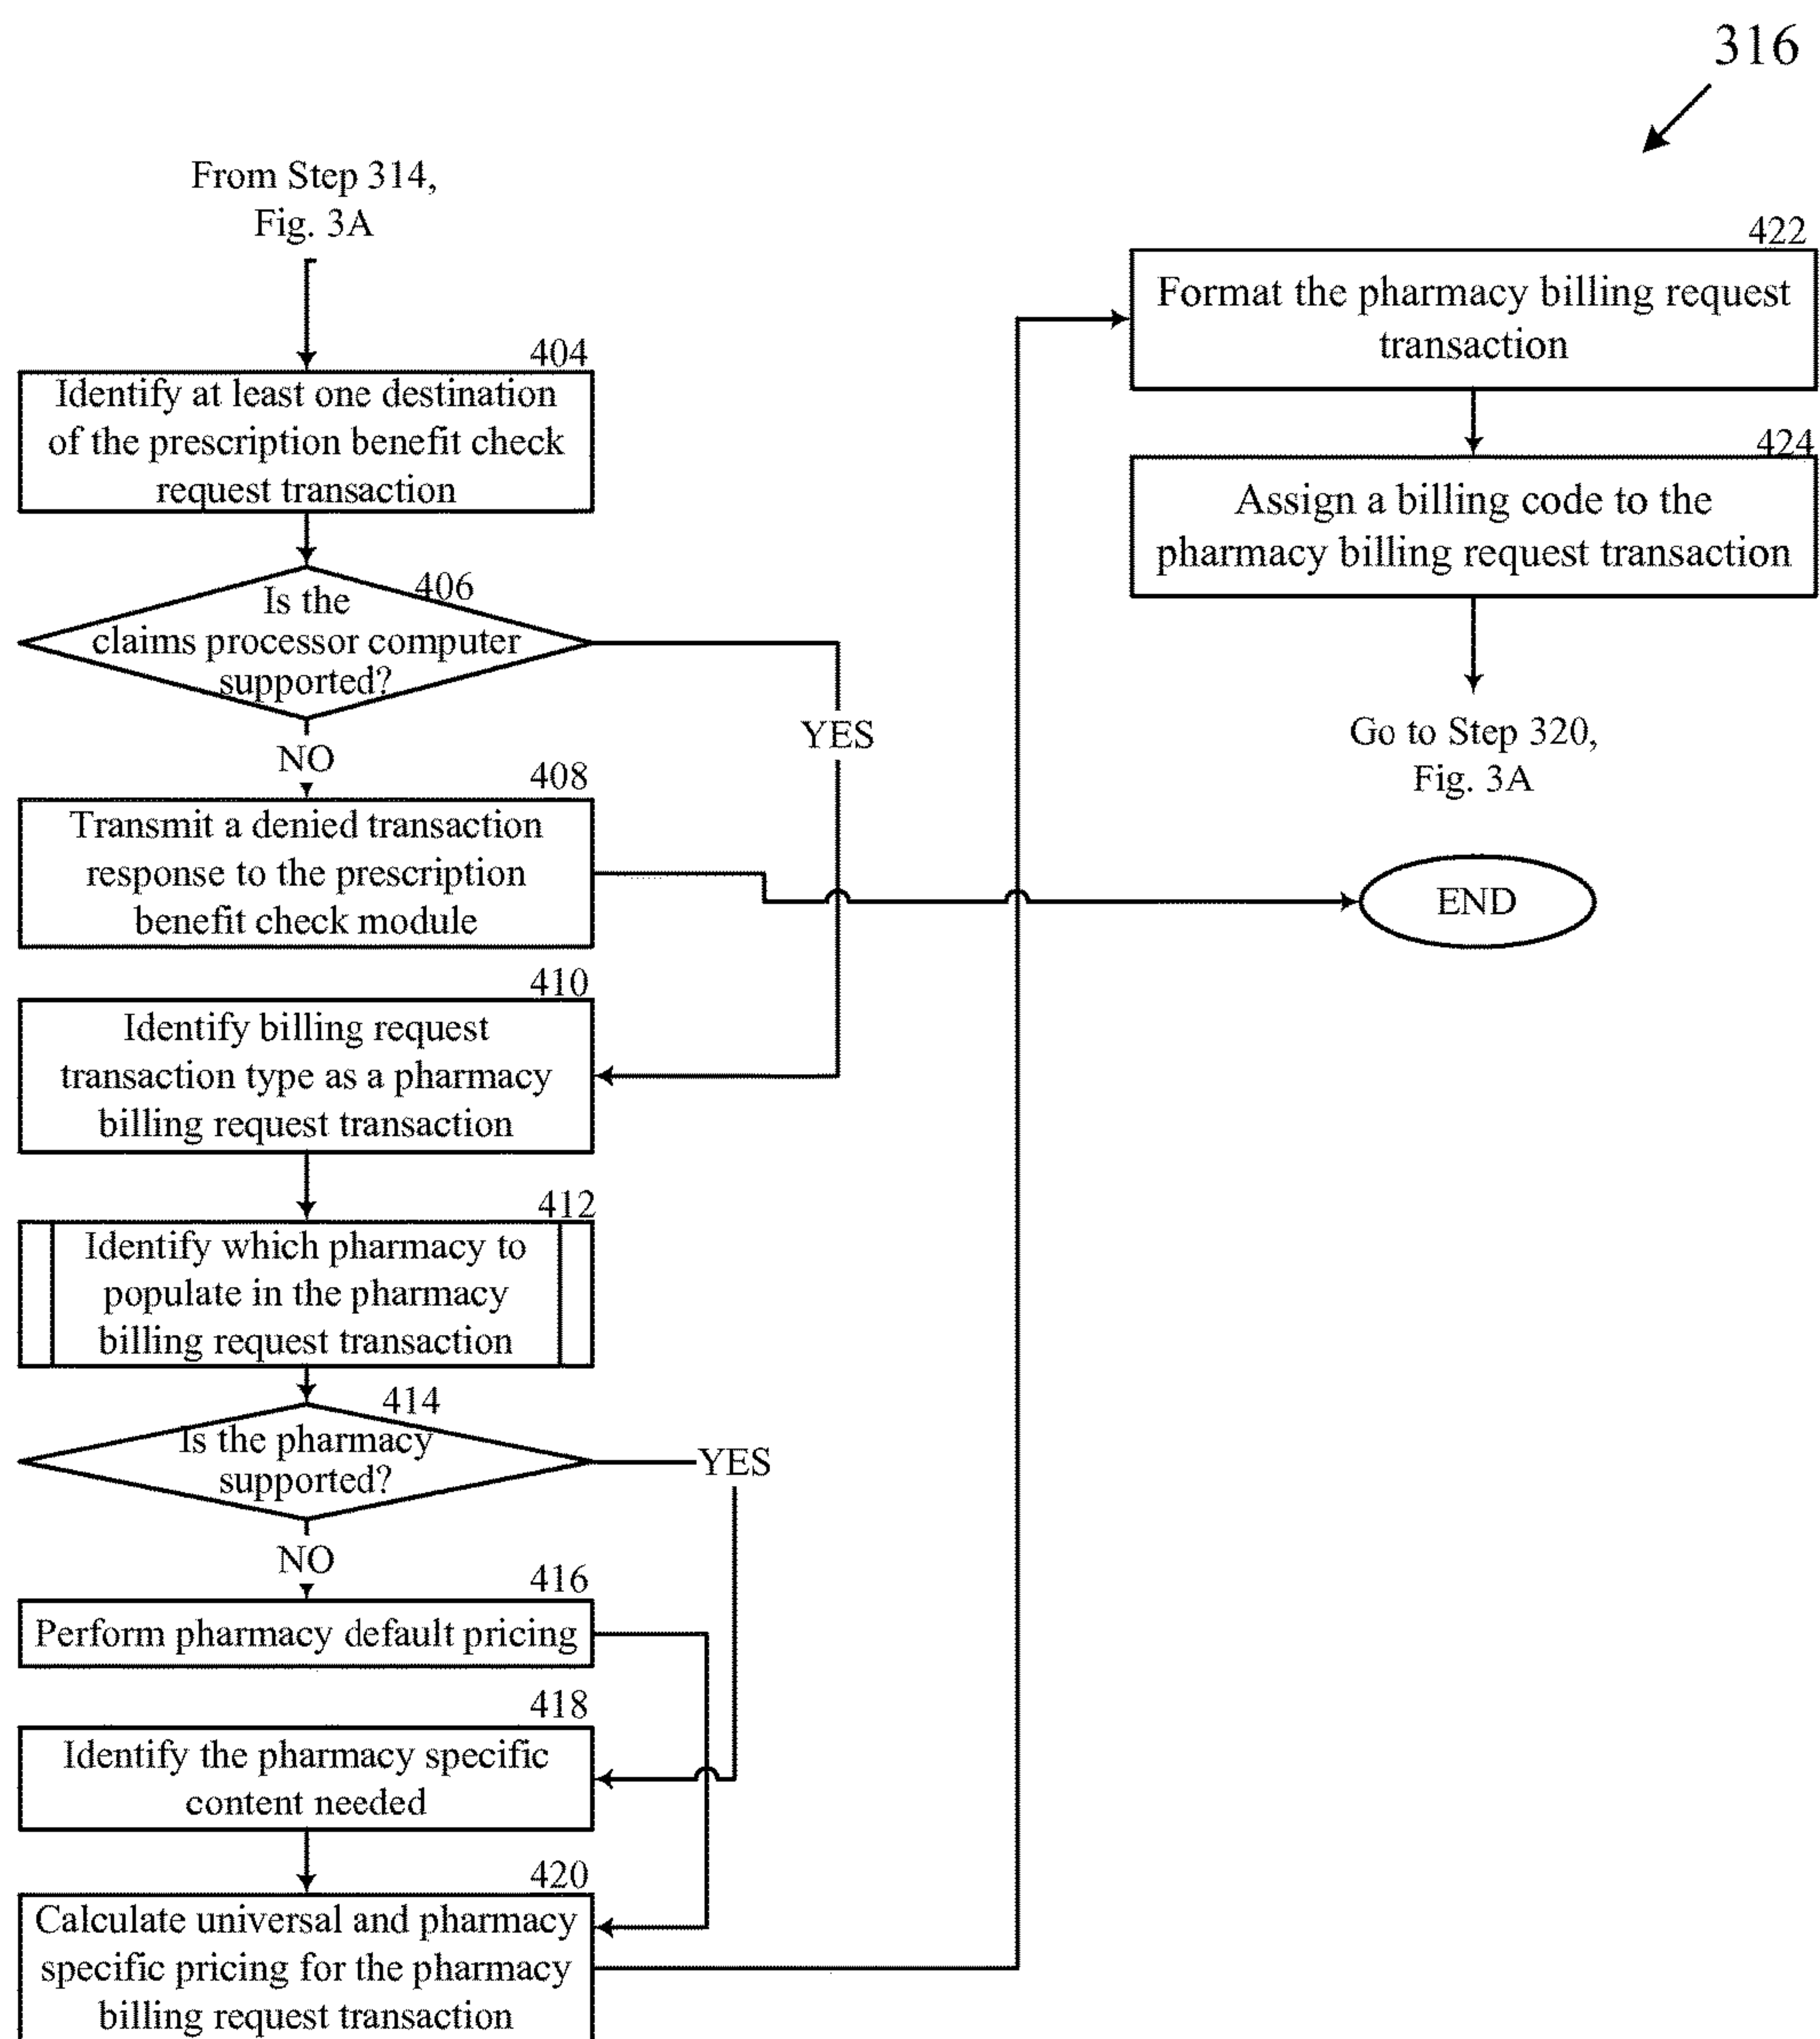 316
From Step 314,
Fig. 3A
404
Identify at least one destination
of the prescription benefit check
request transaction
406
Is the
claims processor computer
supported?
YES
NO
408
Transmit a denied transaction
response to the prescription
benefit check module
410
Identify billing request
transaction type as a pharmacy
billing request transaction
412
Identify which pharmacy to
populate in the pharmacy
billing request transaction
414
Is the pharmacy
supported?
YES
NO
416
Perform pharmacy default pricing
418
Identify the pharmacy specific
content needed
420
Calculate universal and pharmacy
specific pricing for the pharmacy
billing request transaction
422
Format the pharmacy billing request
transaction
424
Assign a billing code to the
pharmacy billing request transaction
Go to Step 320,
Fig. 3A
END